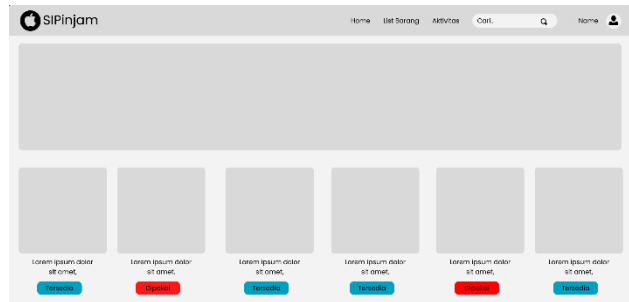 SIPinjam
Home
List Barang
Aktivitas
Cari..
Name
Lorem ipsum dolor
sit amet,
Tersedia
Lorem ipsum dolor
sit amet,
Dipakai
Lorem ipsum dolor
sit amet,
Tersedia
Lorem ipsum dolor
sit amet,
Tersedia
Lorem ipsum dolor
sit amet,
Dipakai
Lorem ipsum dolor
sit amet,
Tersedia